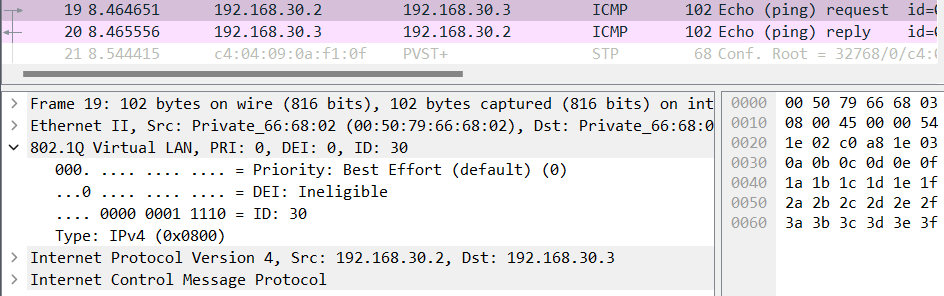 19 8.464651 192.168.30.2 192.168.30.3 ICMP 102 Echo (ping) request id=0
20 8.465556 192.168.30.3 192.168.30.2 ICMP 102 Echo (ping) reply id=0
21 8.544415 c4:04:09:0a:f1:0f PVST+ STP 68 Conf. Root = 32768/0/c4:0
Frame 19: 102 bytes on wire (816 bits), 102 bytes captured (816 bits) on int
Ethernet II, Src: Private_66:68:02 (00:50:79:66:68:02), Dst: Private_66:68:0
802.1Q Virtual LAN, PRI: 0, DEI: 0, ID: 30
000. .... .... .... = Priority: Best Effort (default) (0)
...0 .... .... .... = DEI: Ineligible
.... 0000 0001 1110 = ID: 30
Type: IPv4 (0x0800)
Internet Protocol Version 4, Src: 192.168.30.2, Dst: 192.168.30.3
Internet Control Message Protocol
0000 00 50 79 66 68 03
0010 08 00 45 00 00 54
0020 1e 02 c0 a8 1e 03
0030 0a 0b 0c 0d 0e 0f
0040 1a 1b 1c 1d 1e 1f
0050 2a 2b 2c 2d 2e 2f
0060 3a 3b 3c 3d 3e 3f